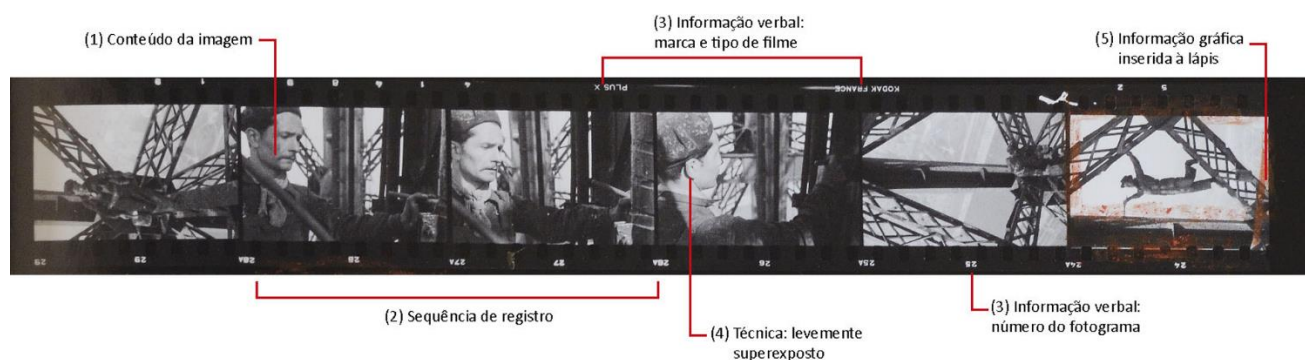 (3) Informação verbal:
marca e tipo de filme
(1) Conteúdo da imagem
(5) Informação gráfica
inserida à lápis
PLUS X
KODAK FRANCE
29 28A 28 27A 27 26A 26 25A 25 24A 24
(2) Sequência de registro
(4) Técnica: levemente
superexposto
(3) Informação verbal:
número do fotograma